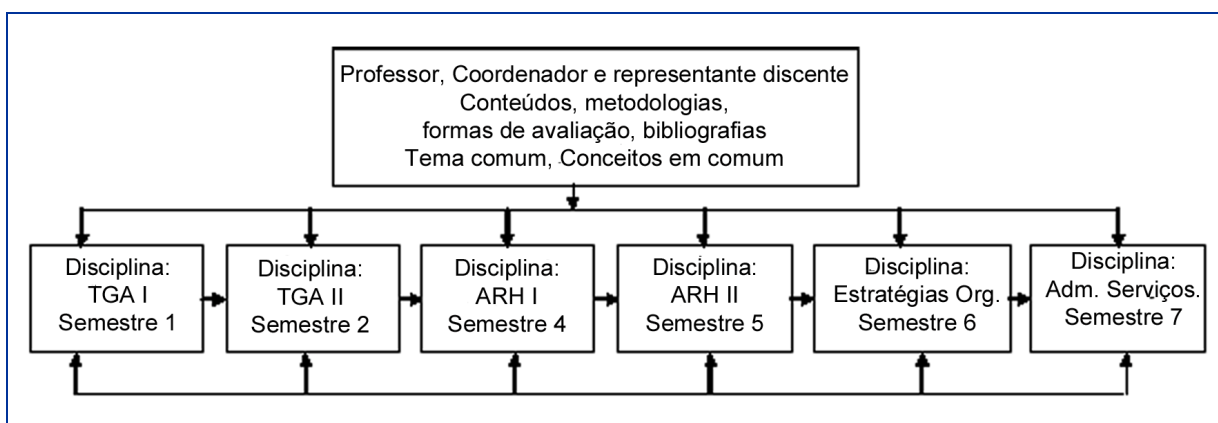 Professor, Coordenador e representante discente
Conteúdos, metodologias,
formas de avaliação, bibliografias
Tema comum, Conceitos em comum
Disciplina:
TGA I
Semestre 1
Disciplina:
TGA II
Semestre 2
Disciplina:
ARH I
Semestre 4
Disciplina:
ARH II
Semestre 5
Disciplina:
Estratégias Org.
Semestre 6
Disciplina:
Adm. Serviços.
Semestre 7